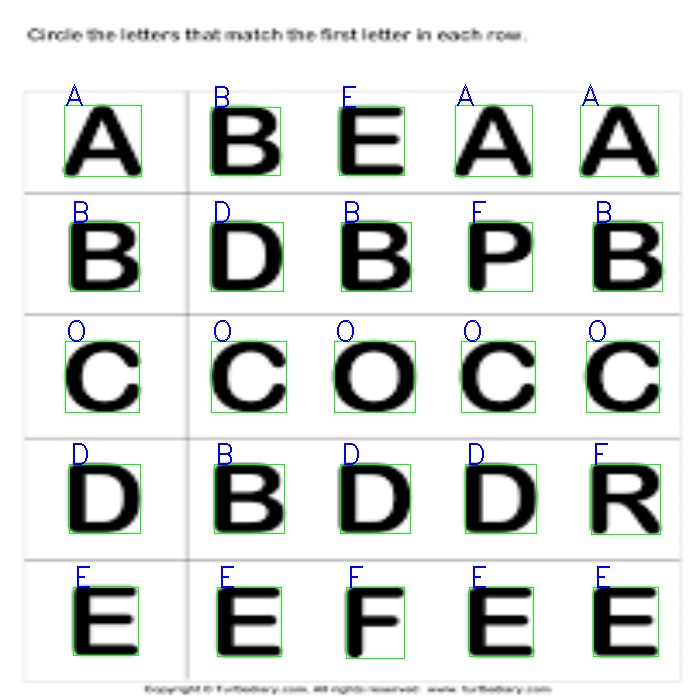 Circle the letters that match the first letter in each row.
A B E A A
A B E A A
B D B F B
B D B P B
O O O O O
C C O C C
D B D D F
D B D D R
E E F E E
E E F E E
Copyright © Turtlediary.com. All rights reserved www.turtlediary.com